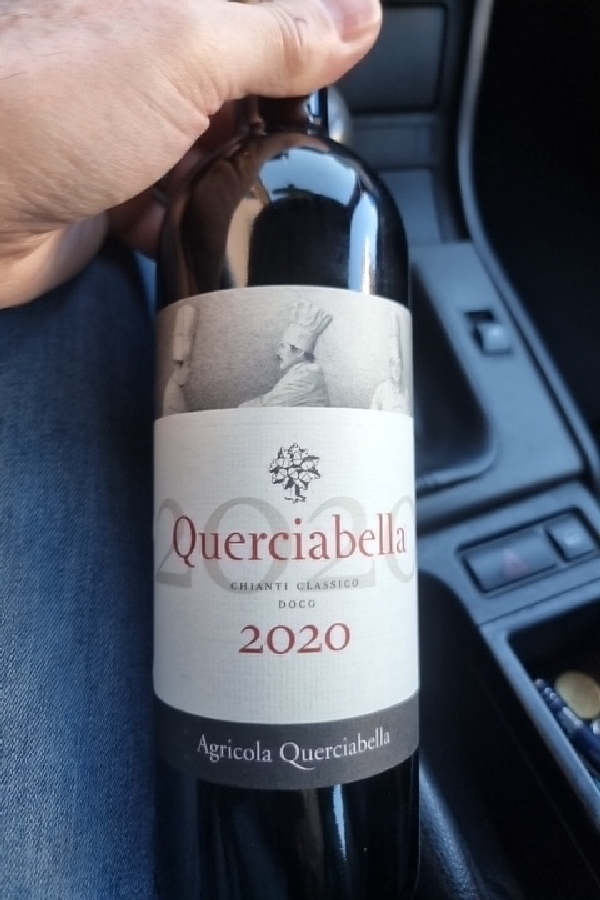 2020
Querciabella
CHIANTI CLASSICO
DOCG
2020
Agricola Querciabella